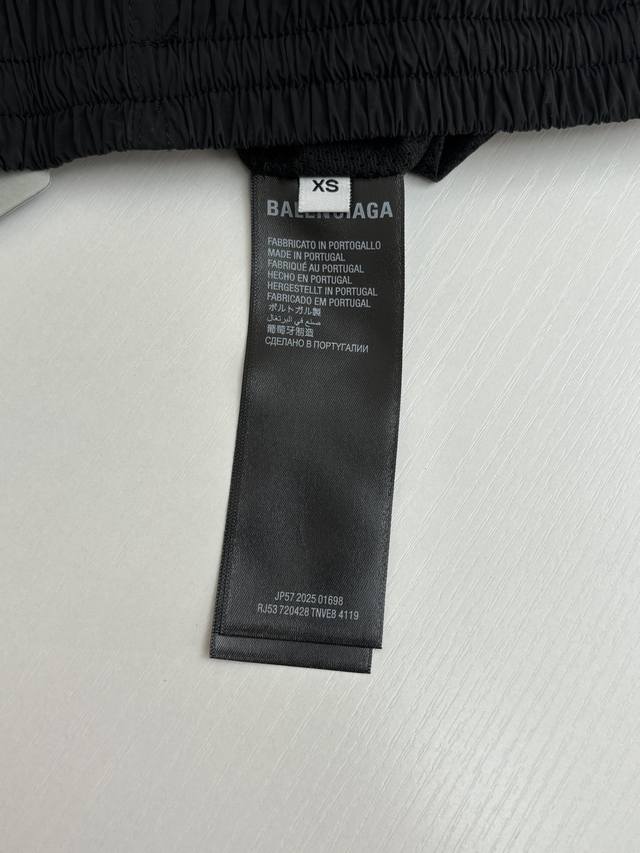 XS
BALENCIAGA
FABBRICATO IN PORTOGALLO
MADE IN PORTUGAL
FABRIQUÉ AU PORTUGAL
HECHO EN PORTUGAL
HERGESTELLT IN PORTUGAL
FABRICADO EM PORTUGAL
ポルトガル製
صنع في البرتغال
葡萄牙制造
СДЕЛАНО В ПОРТУГАЛИИ
JP57 2025 01698
RJ53 720428 TNVE8 4119